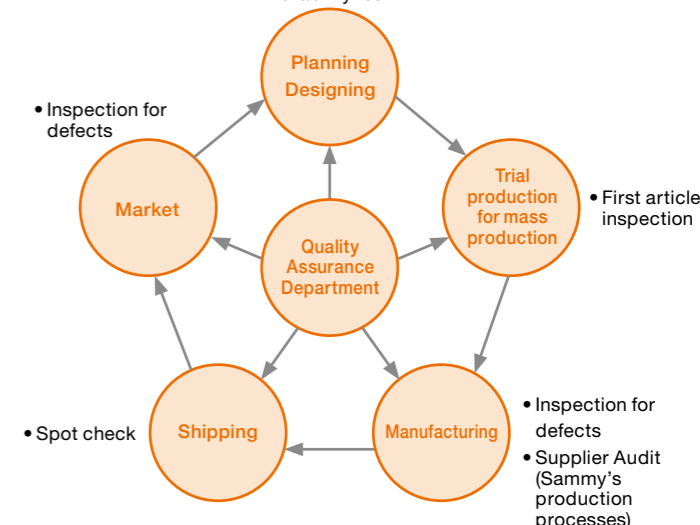 Planning
Designing
• Inspection for
defects
Market
Trial
production
for mass
production
• First article
inspection
Quality
Assurance
Department
• Spot check
Shipping
Manufacturing
• Inspection for
defects
• Supplier Audit
(Sammy's
production
processes)